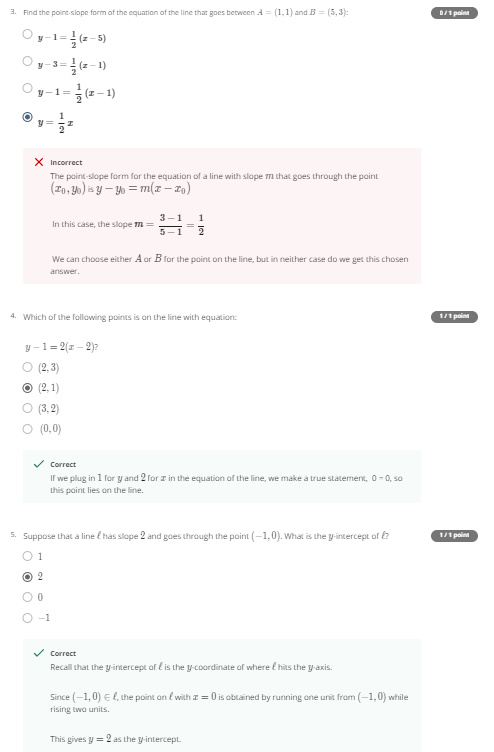 3. Find the point-slope form of the equation of the line that goes between A = (1, 1) and B = (5, 3):
0 / 1 point
y − 1 = 1/2 (x − 5)
y − 3 = 1/2 (x − 1)
y − 1 = 1/2 (x − 1)
y = 1/2 x
Incorrect
The point-slope form for the equation of a line with slope m that goes through the point
(x₀, y₀) is y − y₀ = m(x − x₀)
In this case, the slope m = (3 − 1)/(5 − 1) = 1/2
We can choose either A or B for the point on the line, but in neither case do we get this chosen
answer.
4. Which of the following points is on the line with equation:
1 / 1 point
y − 1 = 2(x − 2)?
(2, 3)
(2, 1)
(3, 2)
(0, 0)
Correct
If we plug in 1 for y and 2 for x in the equation of the line, we make a true statement, 0 = 0, so
this point lies on the line.
5. Suppose that a line ℓ has slope 2 and goes through the point (−1, 0). What is the y-intercept of ℓ?
1 / 1 point
1
2
0
−1
Correct
Recall that the y-intercept of ℓ is the y-coordinate of where ℓ hits the y-axis.
Since (−1, 0) ∈ ℓ, the point on ℓ with x = 0 is obtained by running one unit from (−1, 0) while
rising two units.
This gives y = 2 as the y-intercept.